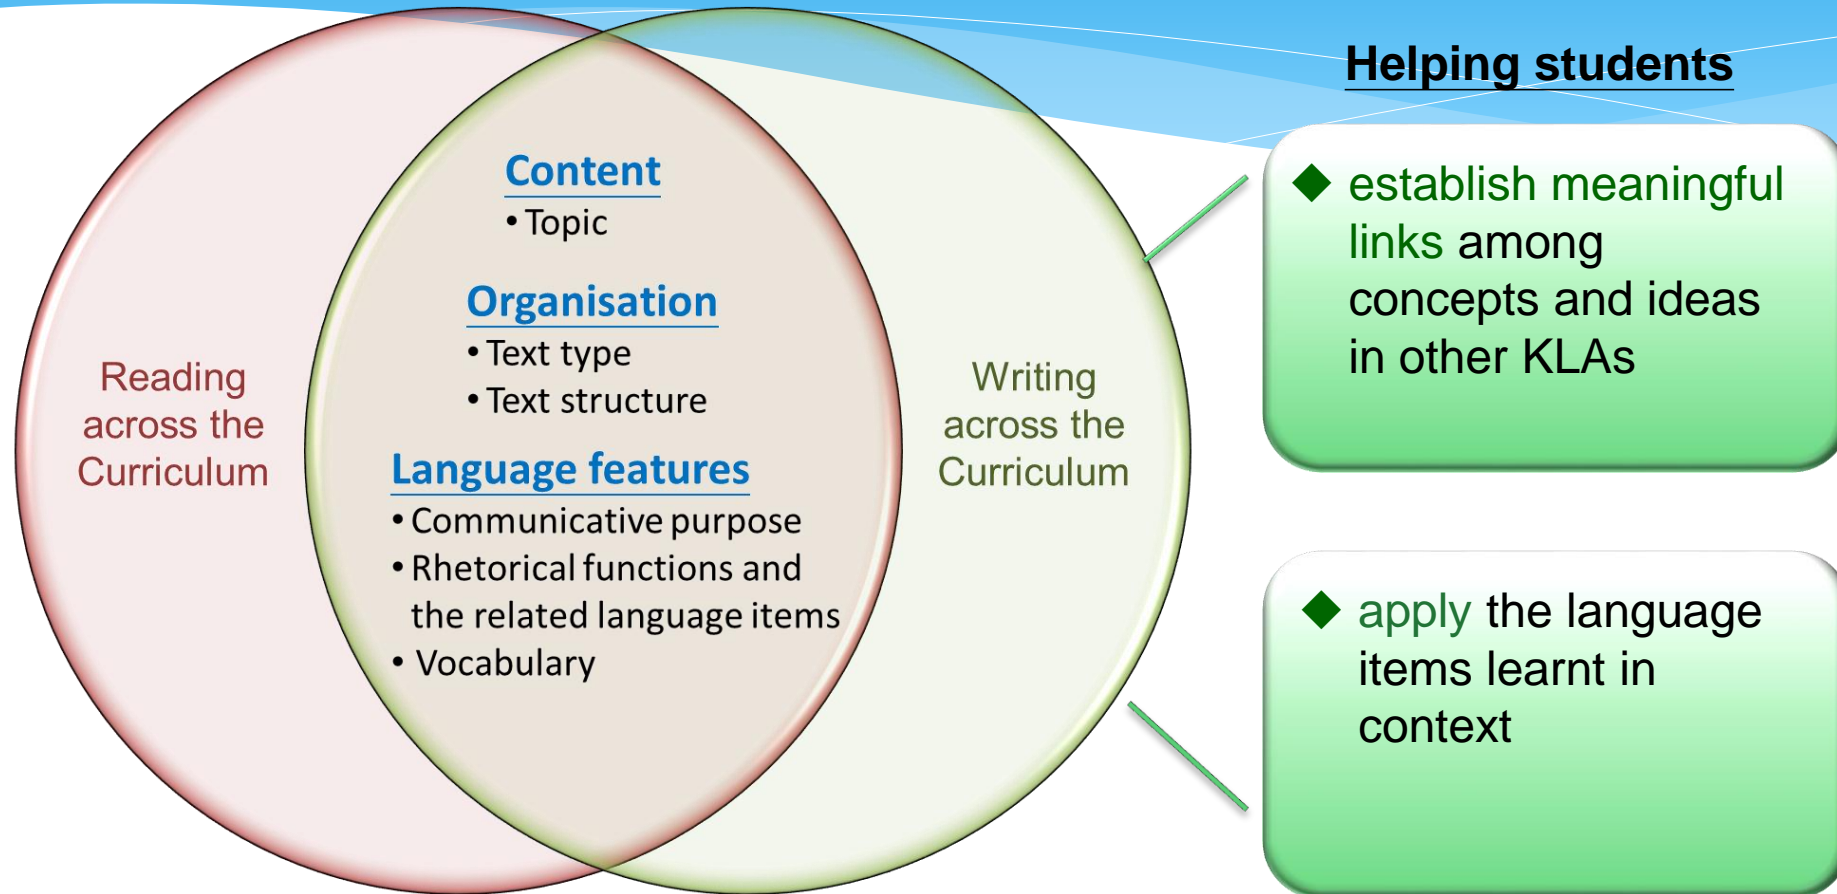 Helping students
Reading
across the
Curriculum
Content
• Topic
Organisation
• Text type
• Text structure
Language features
• Communicative purpose
• Rhetorical functions and
the related language items
• Vocabulary
Writing
across the
Curriculum
◆ establish meaningful
links among
concepts and ideas
in other KLAs
◆ apply the language
items learnt in
context